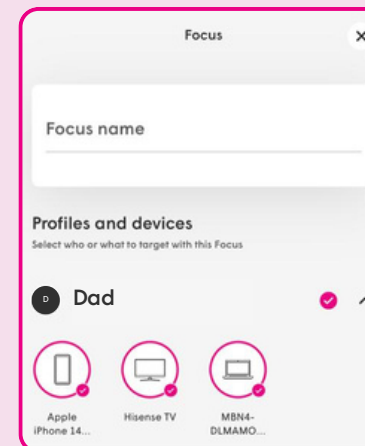 Focus
Focus name
Profiles and devices
Select who or what to target with this Focus
D Dad
Apple iPhone 14...
Hisense TV
MBN4-DLMAMO...